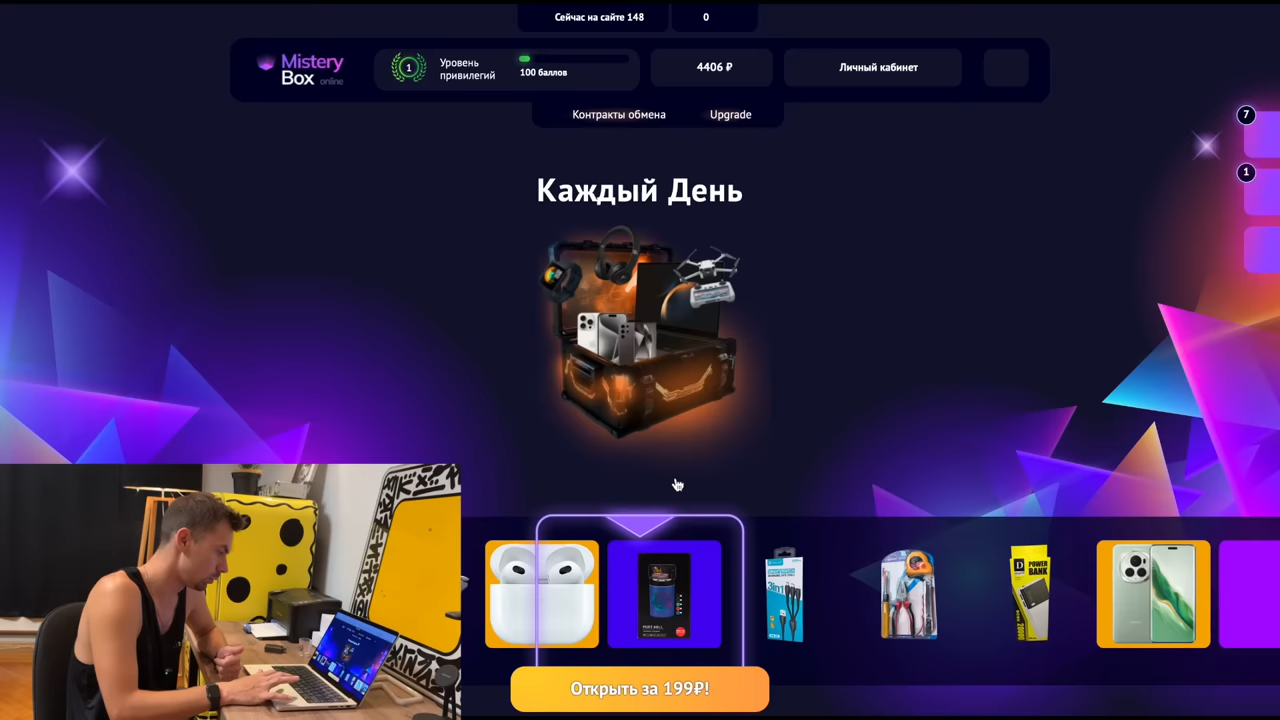 Сейчас на сайте 148
0
Mistery
Box online
1
Уровень
привилегий
100 баллов
4406 ₽
Личный кабинет
Контракты обмена
Upgrade
7
1
Каждый День
3in1
D
POWER
BANK
Открыть за 199₽!